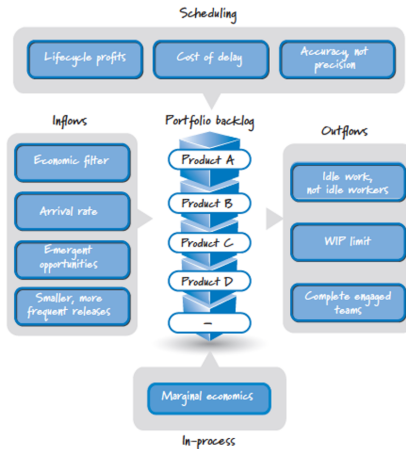 Scheduling
Lifecycle profits
Cost of delay
Accuracy, not
precision
Inflows
Economic filter
Arrival rate
Emergent
opportunities
Smaller, more
frequent releases
Portfolio backlog
Product A
Product B
Product C
Product D
–
Outflows
Idle work,
not idle workers
WIP limit
Complete engaged
teams
Marginal economics
In-process